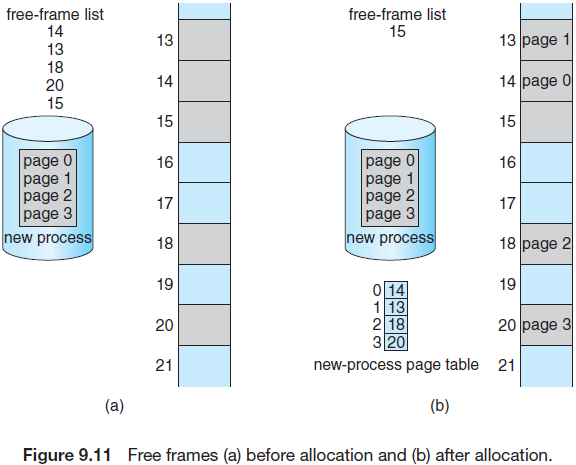 free-frame list
14
13
18
20
15
page 0
page 1
page 2
page 3
new process
13
14
15
16
17
18
19
20
21
(a)
free-frame list
15
page 0
page 1
page 2
page 3
new process
0 14
1 13
2 18
3 20
new-process page table
13 page 1
14 page 0
15
16
17
18 page 2
19
20 page 3
21
(b)
Figure 9.11 Free frames (a) before allocation and (b) after allocation.